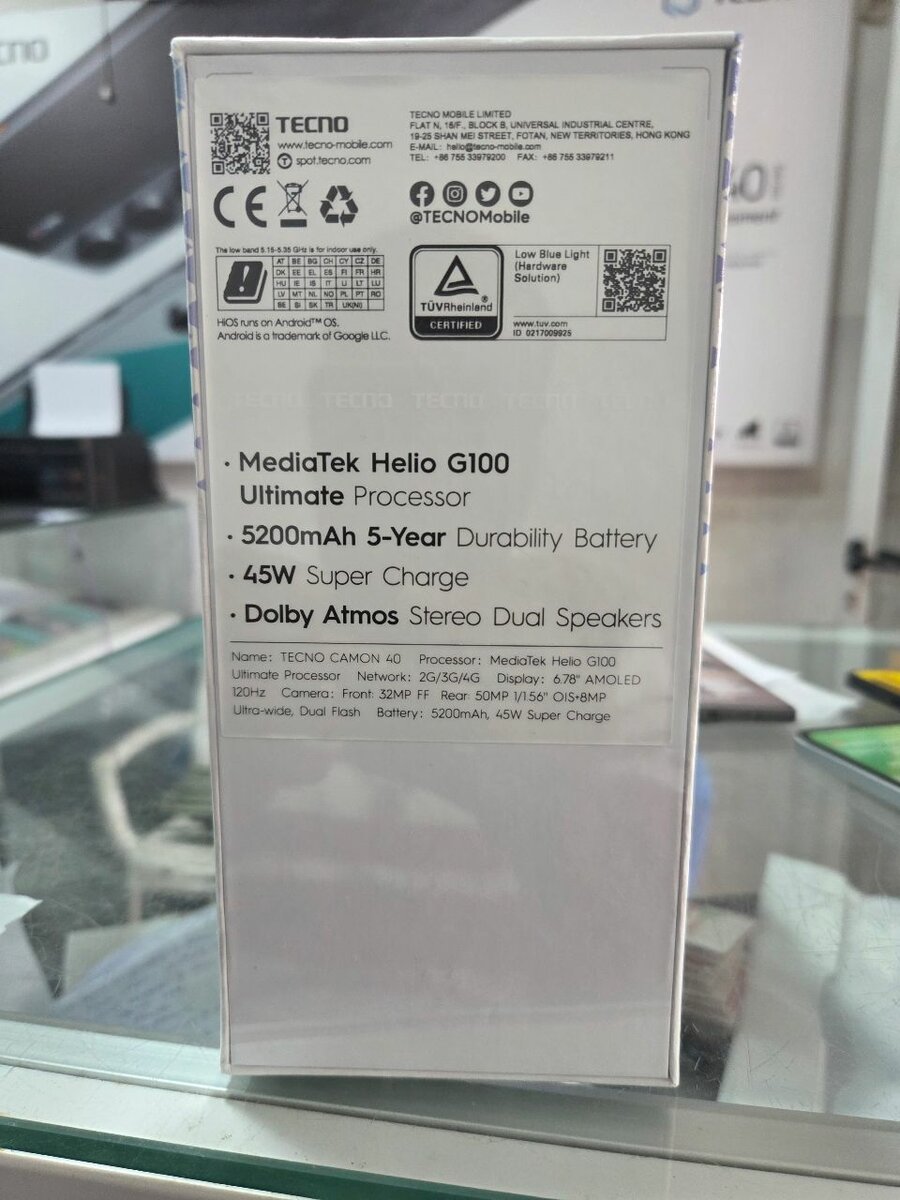 TECNO
www.tecno-mobile.com
spot.tecno.com
TECNO MOBILE LIMITED
FLAT N, 16/F., BLOCK B, UNIVERSAL INDUSTRIAL CENTRE,
19-25 SHAN MEI STREET, FOTAN, NEW TERRITORIES, HONG KONG
E-MAIL: hello@tecno-mobile.com
TEL: +86 755 33979200 FAX: +86 755 33979211
CE
@TECNOMobile
The low band 5.15-5.35 GHz is for indoor use only.
AT BE BG CH CY CZ DE
DK EE EL ES FI FR HR
HU IE IS IT LI LT LU
LV MT NL NO PL PT RO
SE SI SK TR UK(NI)
HiOS runs on Android™ OS.
Android is a trademark of Google LLC.
TÜVRheinland®
CERTIFIED
Low Blue Light
(Hardware
Solution)
www.tuv.com
ID 0217009925
TECNO TECNO TECNO TECNO
• MediaTek Helio G100
Ultimate Processor
• 5200mAh 5-Year Durability Battery
• 45W Super Charge
• Dolby Atmos Stereo Dual Speakers
Name: TECNO CAMON 40 Processor: MediaTek Helio G100
Ultimate Processor Network: 2G/3G/4G Display: 6.78" AMOLED
120Hz Camera: Front: 32MP FF Rear: 50MP 1/1.56" OIS+8MP
Ultra-wide, Dual Flash Battery: 5200mAh, 45W Super Charge